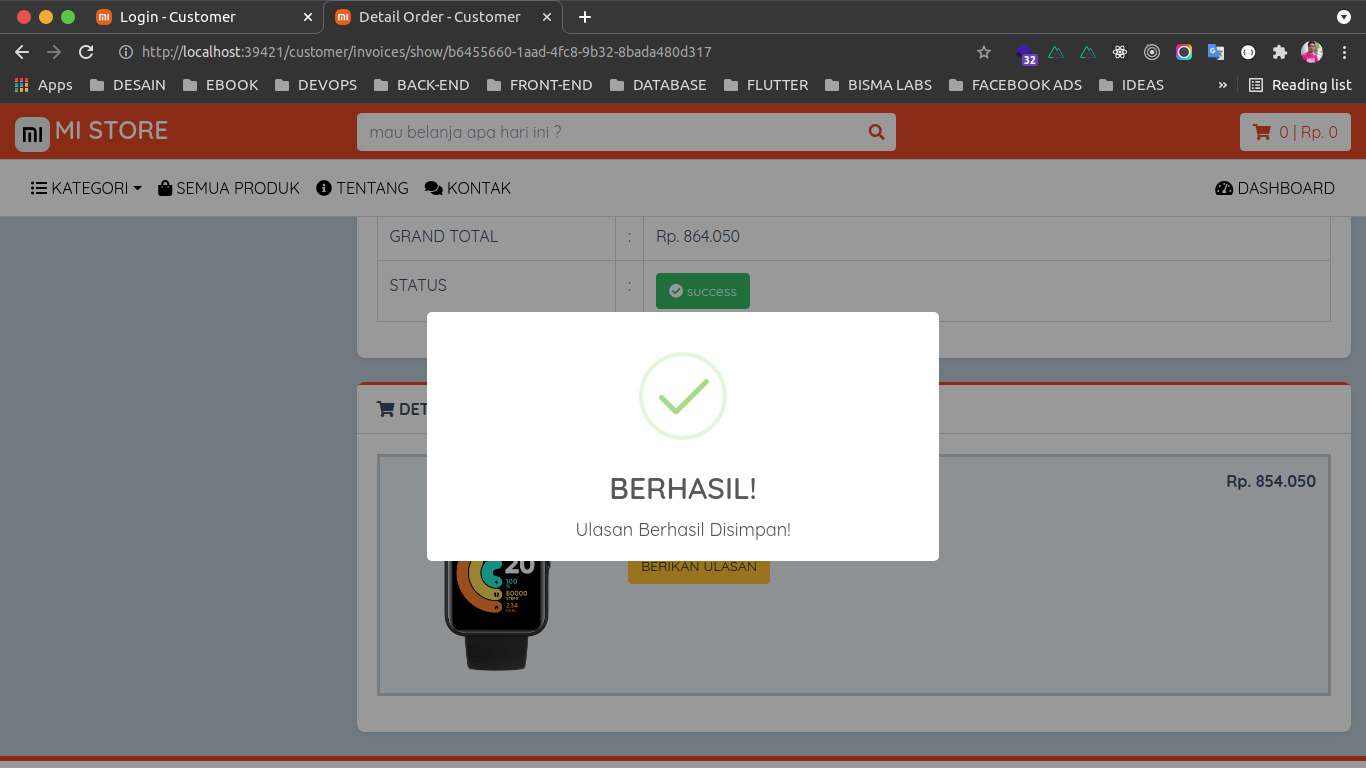 Login - Customer
Detail Order - Customer
http://localhost:39421/customer/invoices/show/b6455660-1aad-4fc8-9b32-8bada480d317
32
Apps
DESAIN
EBOOK
DEVOPS
BACK-END
FRONT-END
DATABASE
FLUTTER
BISMA LABS
FACEBOOK ADS
IDEAS
»
Reading list
MI STORE
mau belanja apa hari ini ?
0 | Rp. 0
KATEGORI
SEMUA PRODUK
TENTANG
KONTAK
DASHBOARD
GRAND TOTAL : Rp. 864.050
STATUS : success
DET
Rp. 854.050
BERHASIL!
Ulasan Berhasil Disimpan!
BERIKAN ULASAN
20
100
%
80000
STEPS
234
KCAL